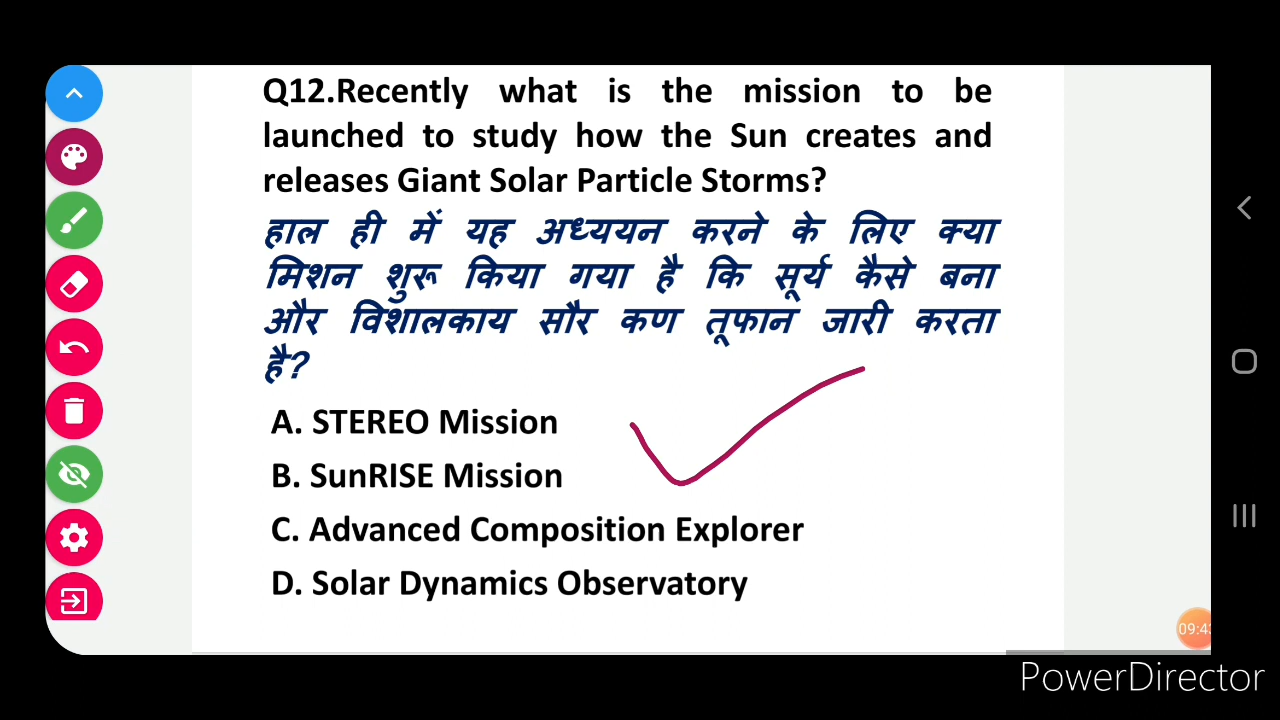 Q12.Recently what is the mission to be
launched to study how the Sun creates and
releases Giant Solar Particle Storms?
हाल ही में यह अध्ययन करने के लिए क्या
मिशन शुरू किया गया है कि सूर्य कैसे बना
और विशालकाय सौर कण तूफान जारी करता
है?
A. STEREO Mission
B. SunRISE Mission
C. Advanced Composition Explorer
D. Solar Dynamics Observatory
PowerDirector